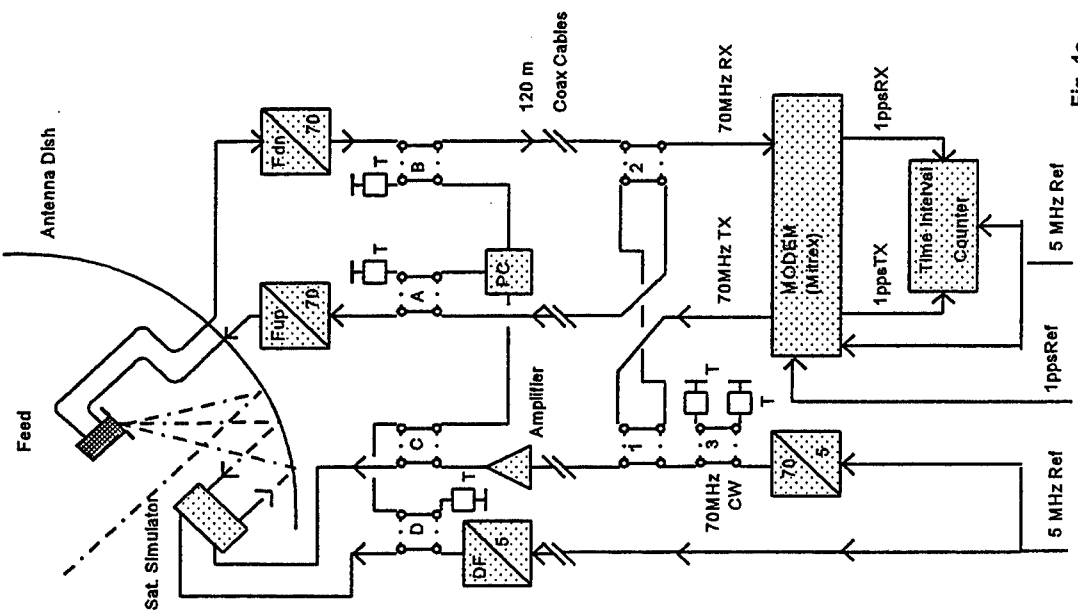 Antenna Dish
Feed
Sat. Simulator
Fup
70
Fdn
70
T
T
A
B
PC
C
D
T
DF
5
Amplifier
120 m
Coax Cables
1
2
3
T
T
70MHz
CW
70
5
70MHz TX
70MHz RX
MODEM
(Mitrex)
1ppsTX
1ppsRX
Time Interval
Counter
5 MHz Ref
1ppsRef
5 MHz Ref